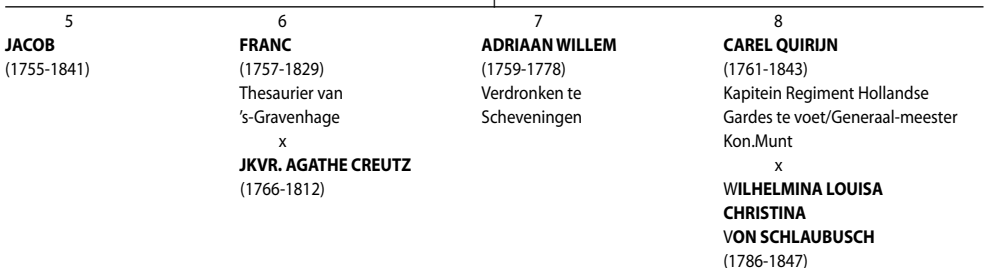 5
JACOB
(1755-1841)
6
FRANC
(1757-1829)
Thesaurier van
's-Gravenhage
x
JKVR. AGATHE CREUTZ
(1766-1812)
7
ADRIAAN WILLEM
(1759-1778)
Verdronken te
Scheveningen
8
CAREL QUIRIJN
(1761-1843)
Kapitein Regiment Hollandse
Gardes te voet/Generaal-meester
Kon.Munt
x
WILHELMINA LOUISA
CHRISTINA
VON SCHLAUBUSCH
(1786-1847)